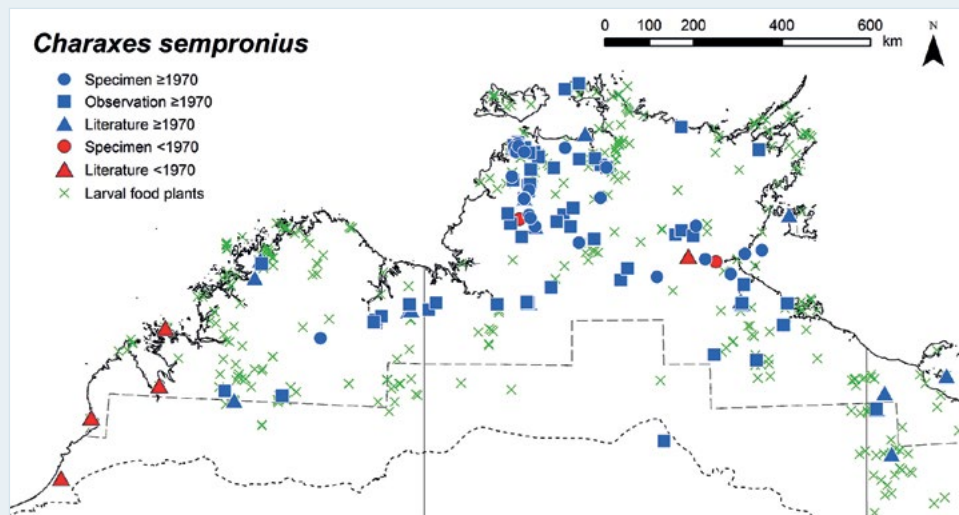 Charaxes sempronius
Specimen ≥1970
Observation ≥1970
Literature ≥1970
Specimen <1970
Literature <1970
Larval food plants
0 100 200 400 600
km
N